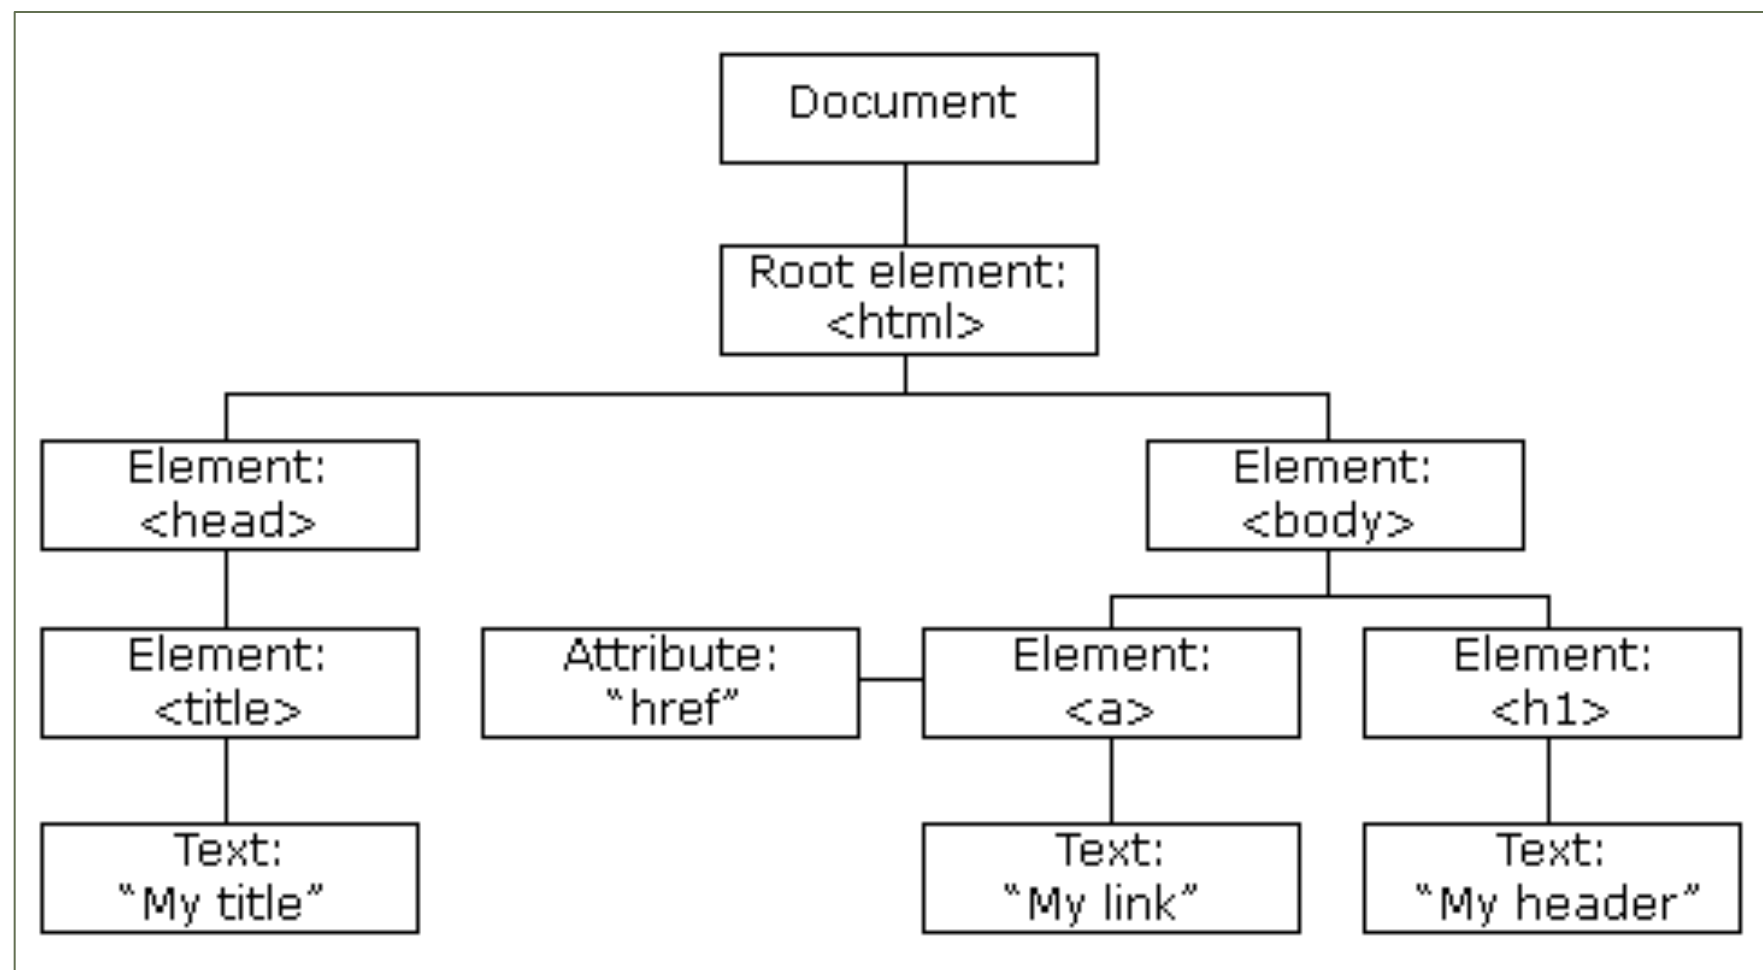 Document
Root element:
<html>
Element:
<head>
Element:
<body>
Element:
<title>
Attribute:
“href”
Element:
<a>
Element:
<h1>
Text:
“My title”
Text:
“My link”
Text:
“My header”